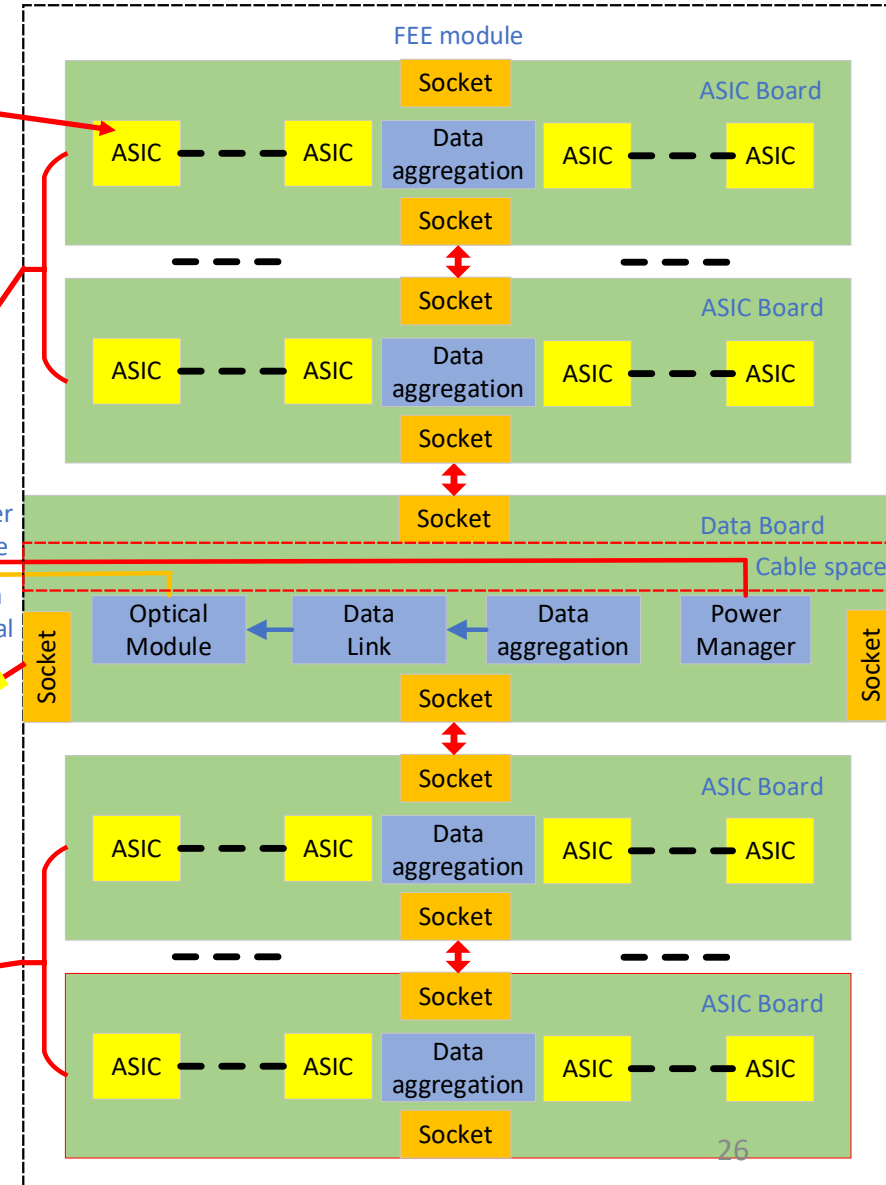 FEE module
Socket
ASIC Board
ASIC
ASIC
Data
aggregation
ASIC
ASIC
Socket
Socket
ASIC Board
ASIC
ASIC
Data
aggregation
ASIC
ASIC
Socket
Socket
Data Board
Cable space
Socket
Optical
Module
Data
Link
Data
aggregation
Power
Manager
Socket
Socket
Socket
ASIC Board
ASIC
ASIC
Data
aggregation
ASIC
ASIC
Socket
Socket
ASIC Board
ASIC
ASIC
Data
aggregation
ASIC
ASIC
Socket
26